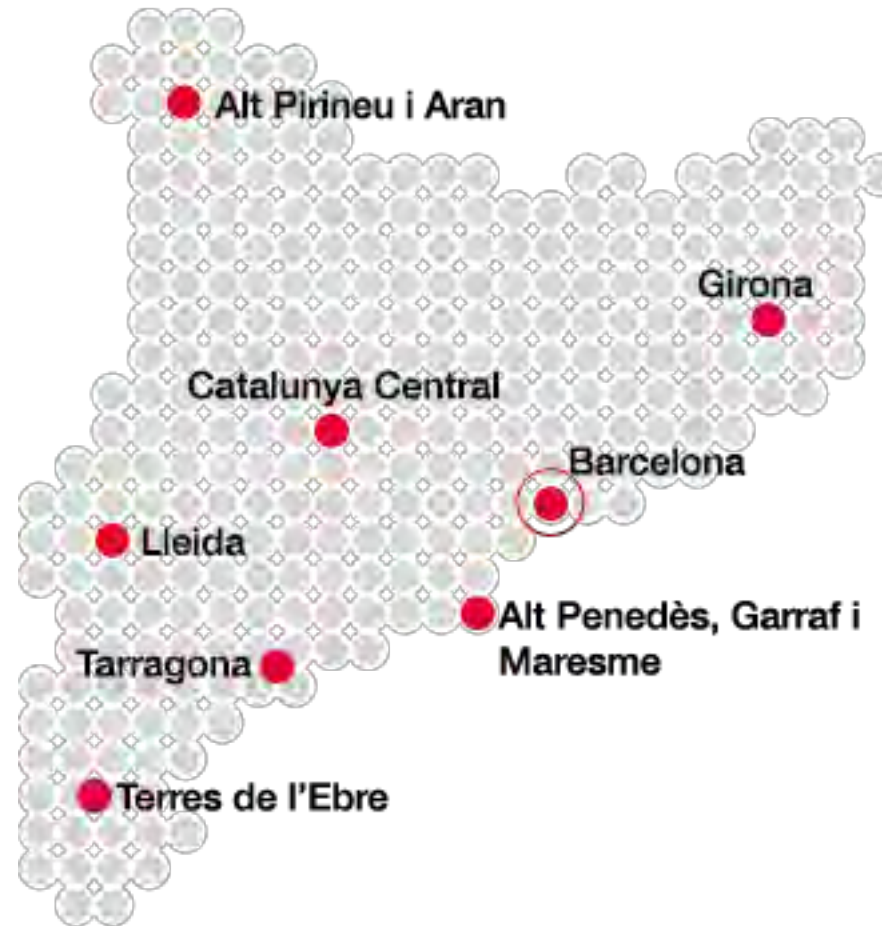 Alt Pirineu i Aran
Girona
Catalunya Central
Barcelona
Lleida
Alt Penedès, Garraf i
Maresme
Tarragona
Terres de l'Ebre